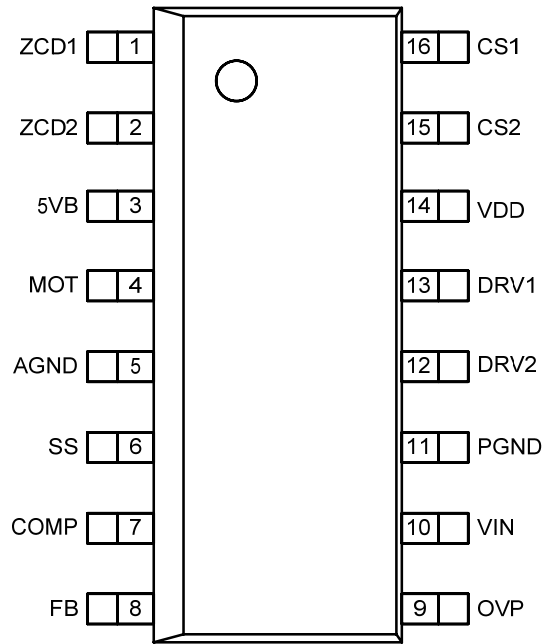 ZCD1 1 16 CS1
ZCD2 2 15 CS2
5VB 3 14 VDD
MOT 4 13 DRV1
AGND 5 12 DRV2
SS 6 11 PGND
COMP 7 10 VIN
FB 8 9 OVP